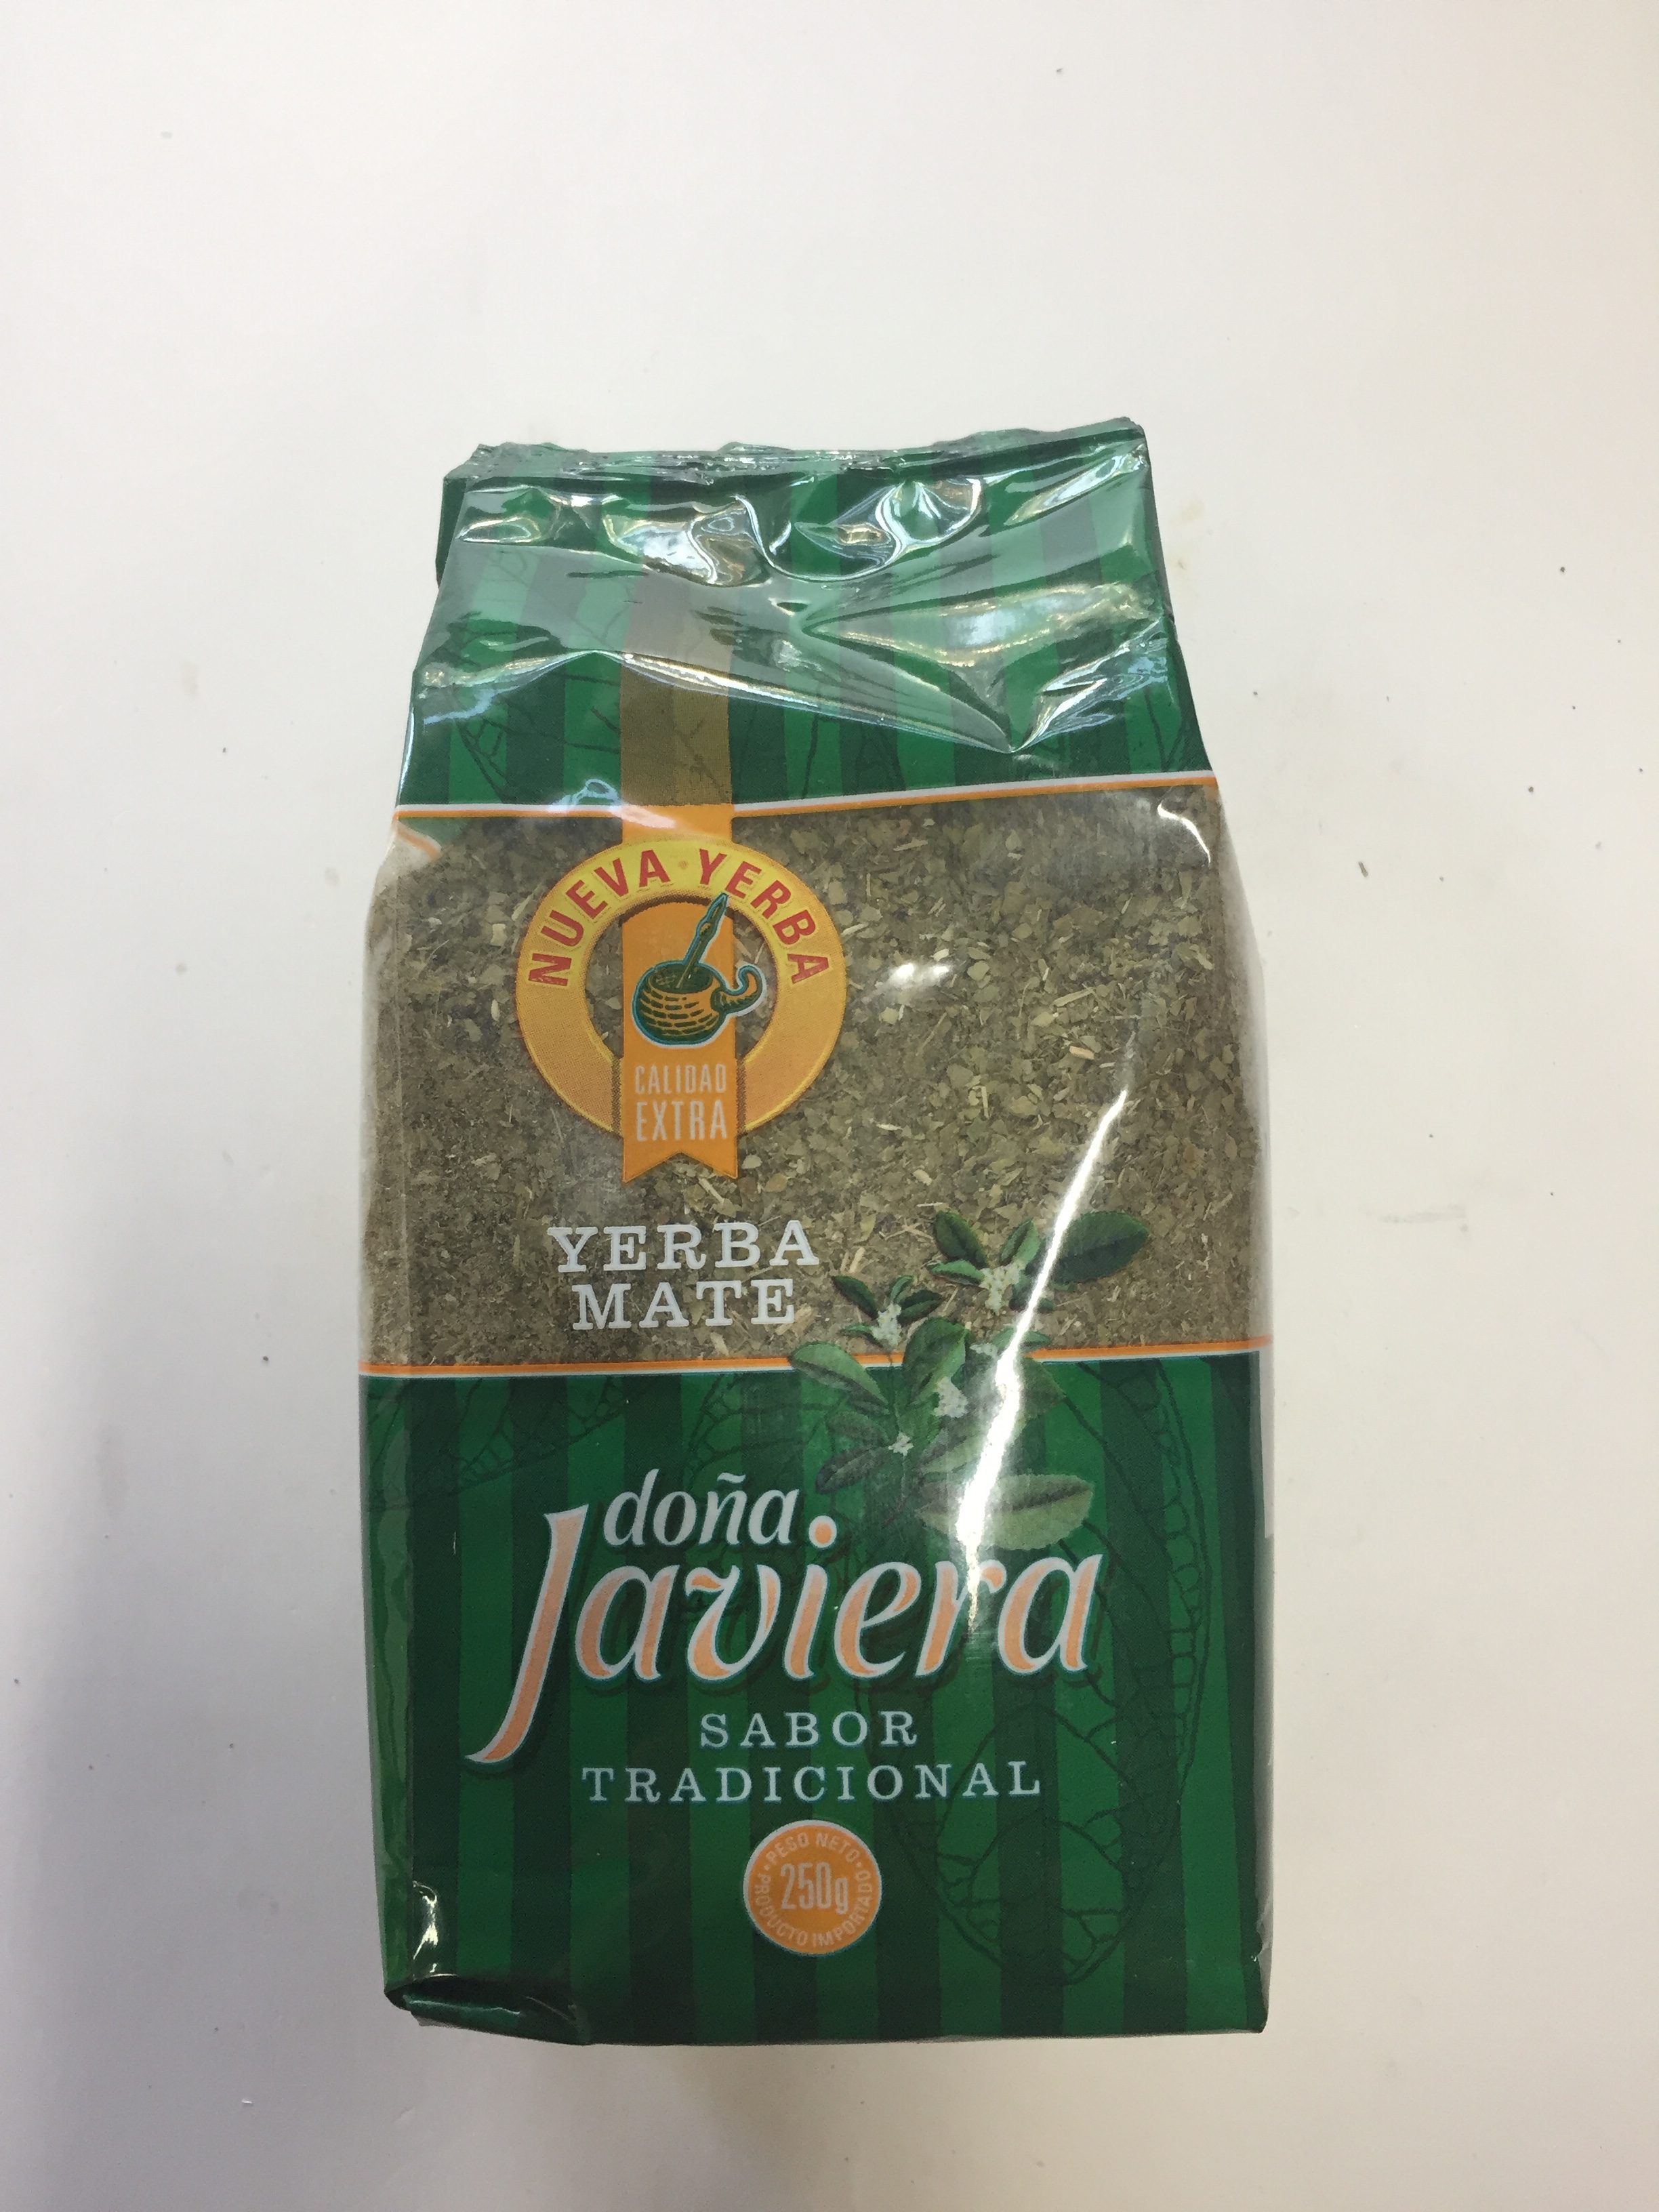 NUEVA YERBA
CALIDAD
EXTRA
YERBA
MATE
doña
Javiera
SABOR
TRADICIONAL
PESO NETO
250g
PRODUCTO IMPORTADO